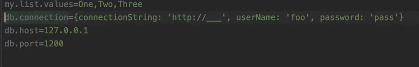 my.list.values=One,Two,Three
db.connection={connectionString: 'http://___', userName: 'foo', password: 'pass'}
db.host=127.0.0.1
db.port=1200